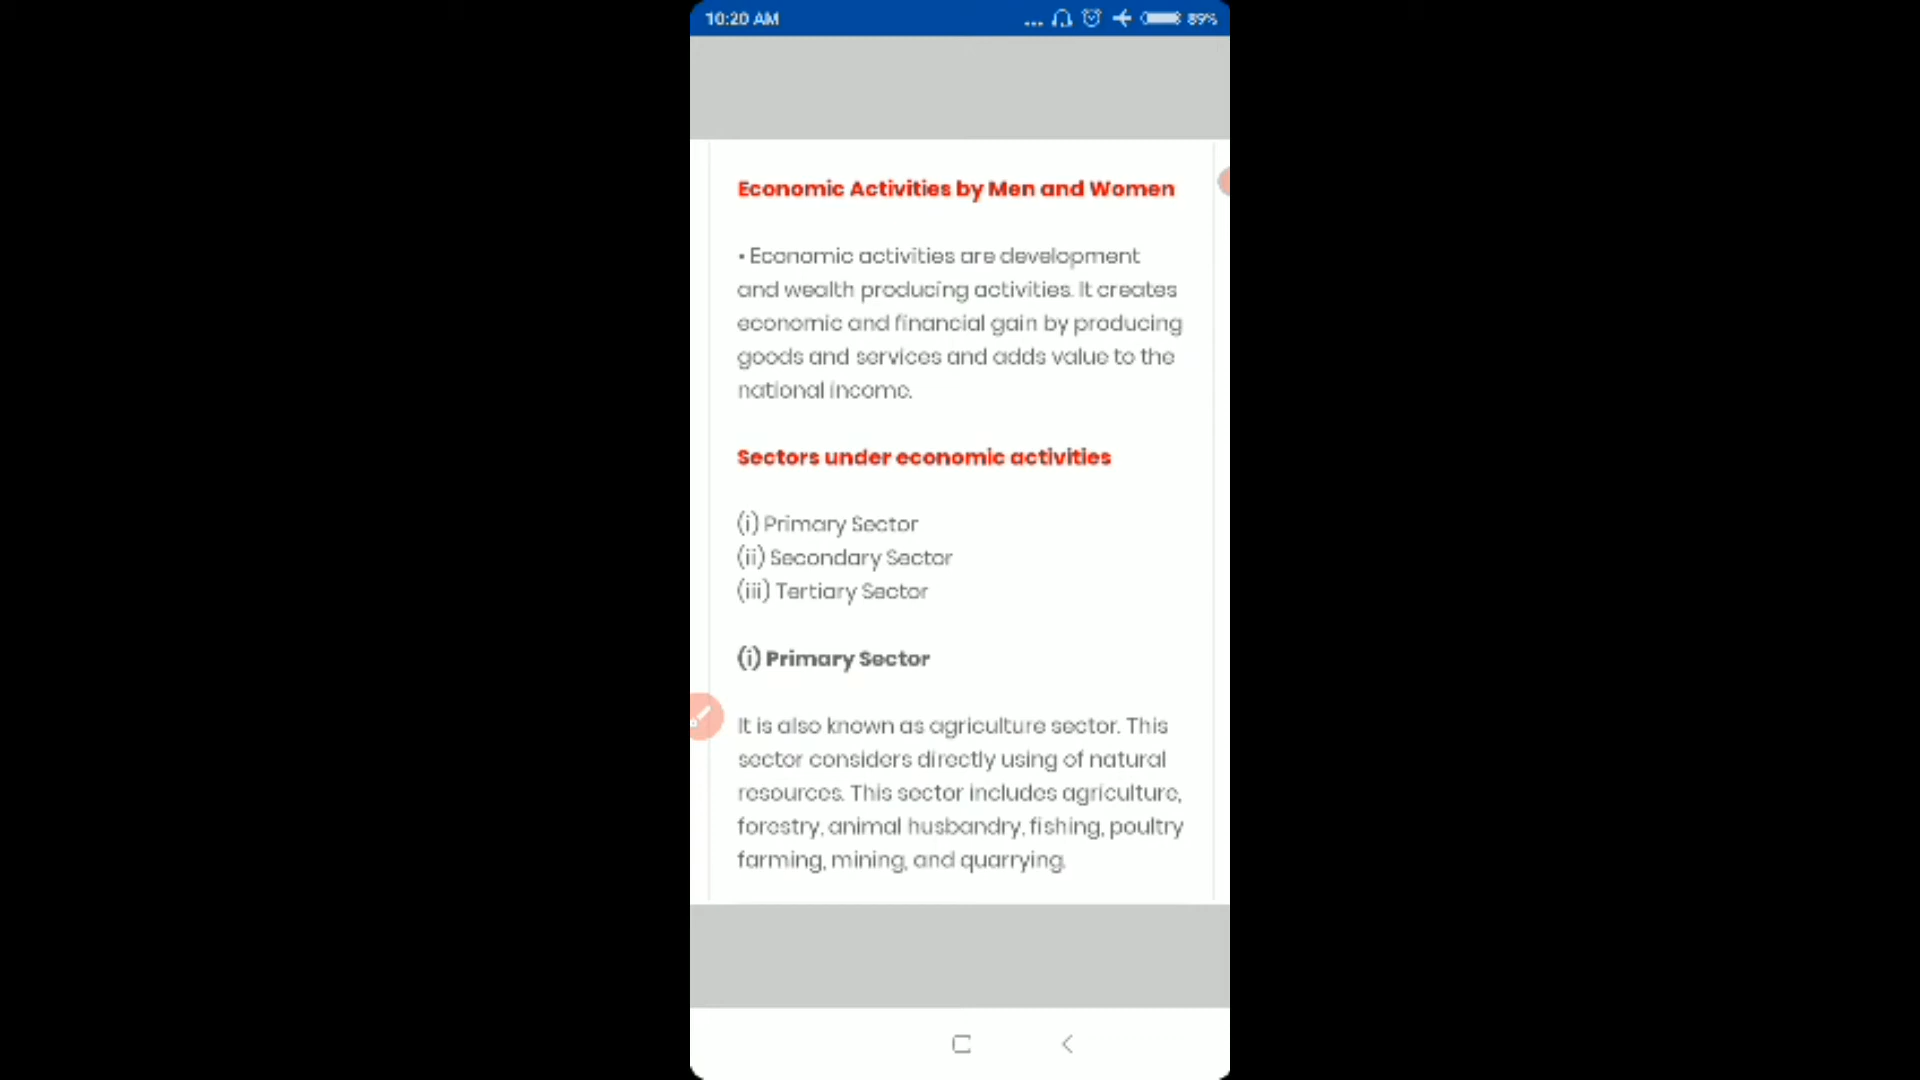 10:20 AM
... 89%
Economic Activities by Men and Women
• Economic activities are development
and wealth producing activities. It creates
economic and financial gain by producing
goods and services and adds value to the
national income.
Sectors under economic activities
(i) Primary Sector
(ii) Secondary Sector
(iii) Tertiary Sector
(i) Primary Sector
It is also known as agriculture sector. This
sector considers directly using of natural
resources. This sector includes agriculture,
forestry, animal husbandry, fishing, poultry
farming, mining, and quarrying.